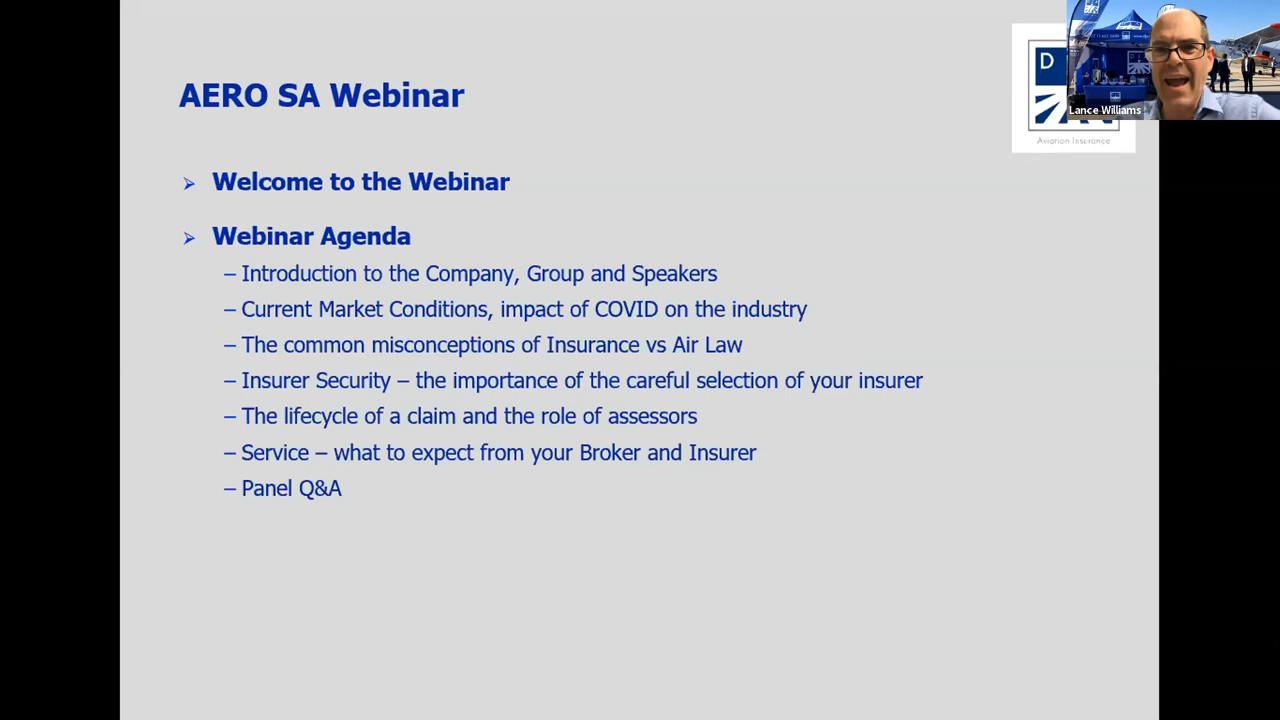 AERO SA Webinar
Welcome to the Webinar
Webinar Agenda
– Introduction to the Company, Group and Speakers
– Current Market Conditions, impact of COVID on the industry
– The common misconceptions of Insurance vs Air Law
– Insurer Security – the importance of the careful selection of your insurer
– The lifecycle of a claim and the role of assessors
– Service – what to expect from your Broker and Insurer
– Panel Q&A
D
Lance Williams
Aviation Insurance